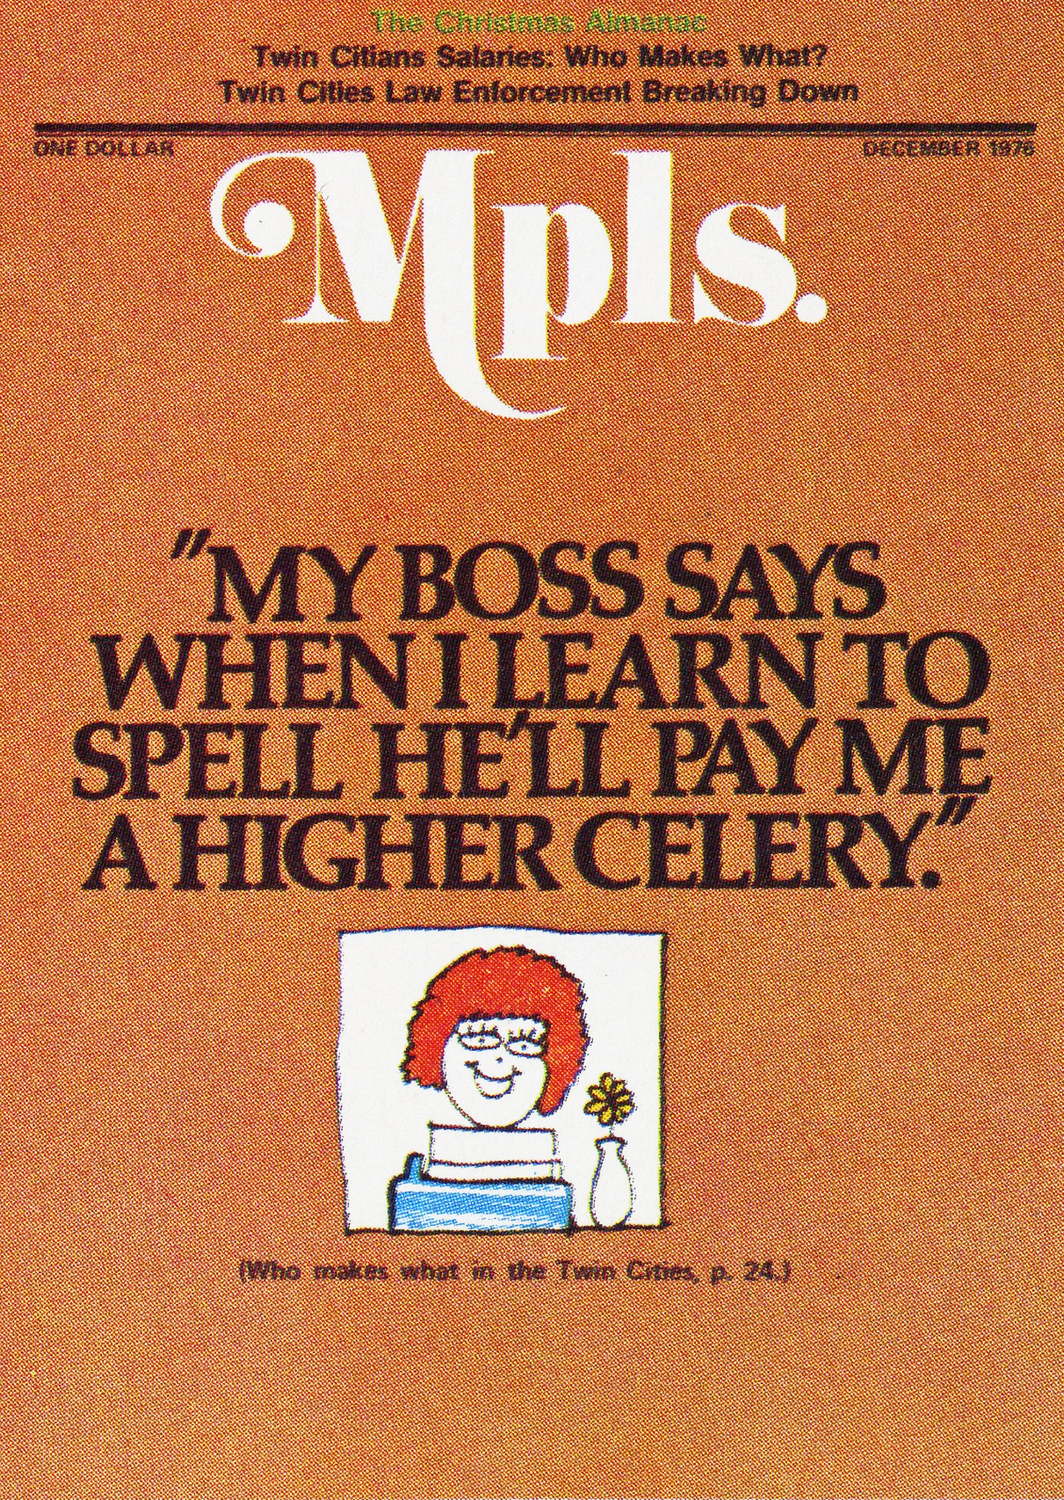 The Christmas Almanac
Twin Citians Salaries: Who Makes What?
Twin Cities Law Enforcement Breaking Down
ONE DOLLAR
DECEMBER 1976
Mpls.
"MY BOSS SAYS
WHEN I LEARN TO
SPELL HE'LL PAY ME
A HIGHER CELERY."
(Who makes what in the Twin Cities, p. 24.)